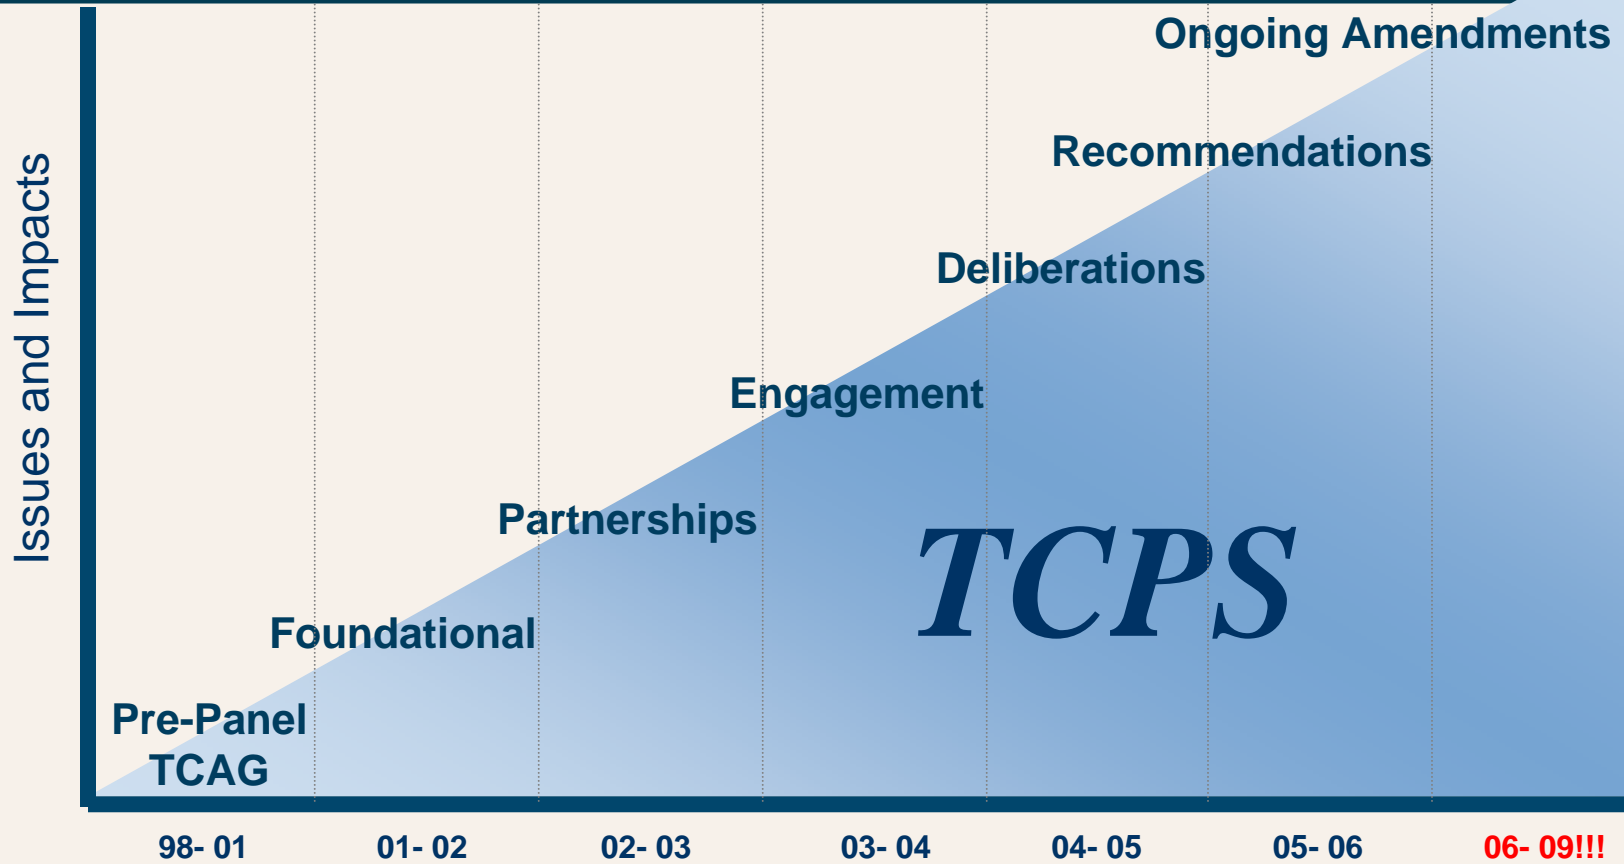 Ongoing Amendments
Recommendations
Deliberations
Engagement
Partnerships
Foundational
Pre-Panel
TCAG
TCPS
Issues and Impacts
98- 01
01- 02
02- 03
03- 04
04- 05
05- 06
06- 09!!!